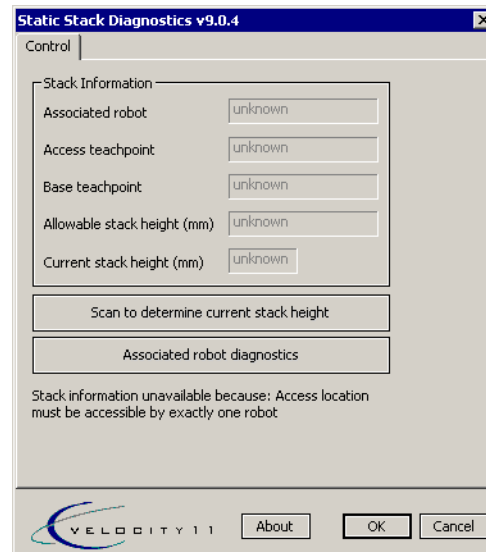 Static Stack Diagnostics v9.0.4
Control
Stack Information
Associated robot unknown
Access teachpoint unknown
Base teachpoint unknown
Allowable stack height (mm) unknown
Current stack height (mm) unknown
Scan to determine current stack height
Associated robot diagnostics
Stack information unavailable because: Access location
must be accessible by exactly one robot
VELOCITY11 About OK Cancel